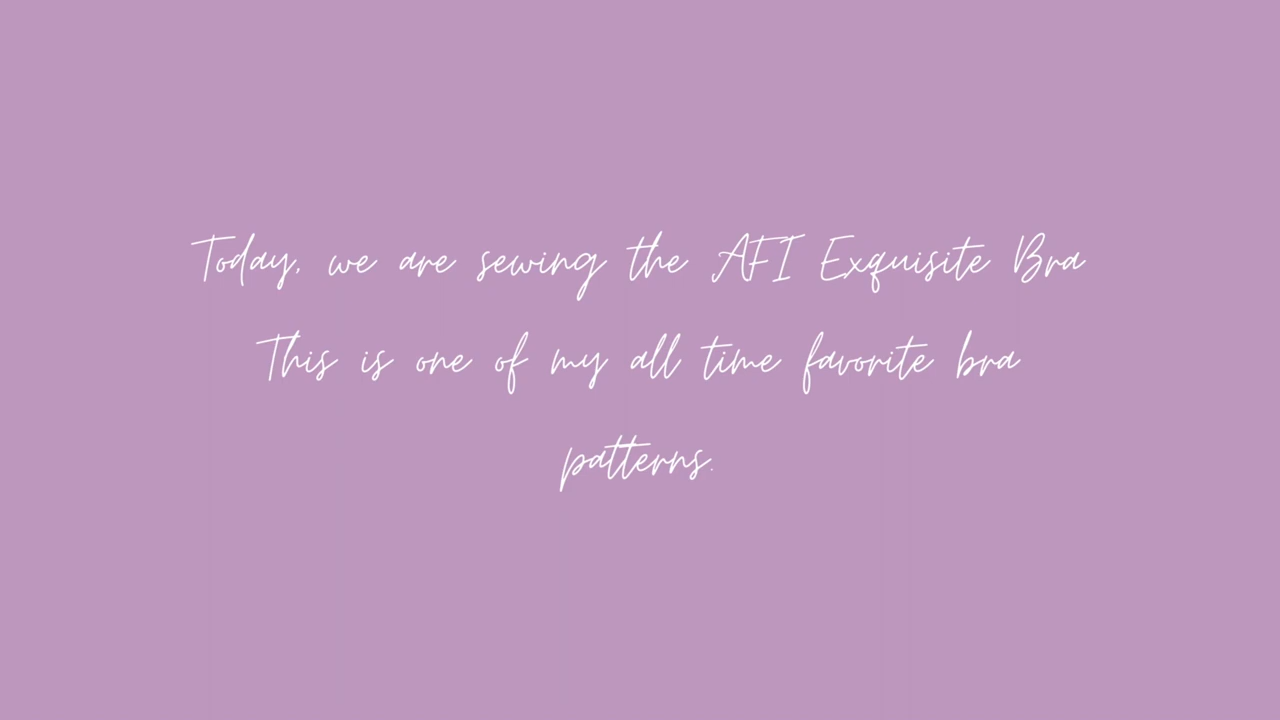 Today, we are sewing the AFI Exquisite Bra
This is one of my all time favorite bra
patterns.